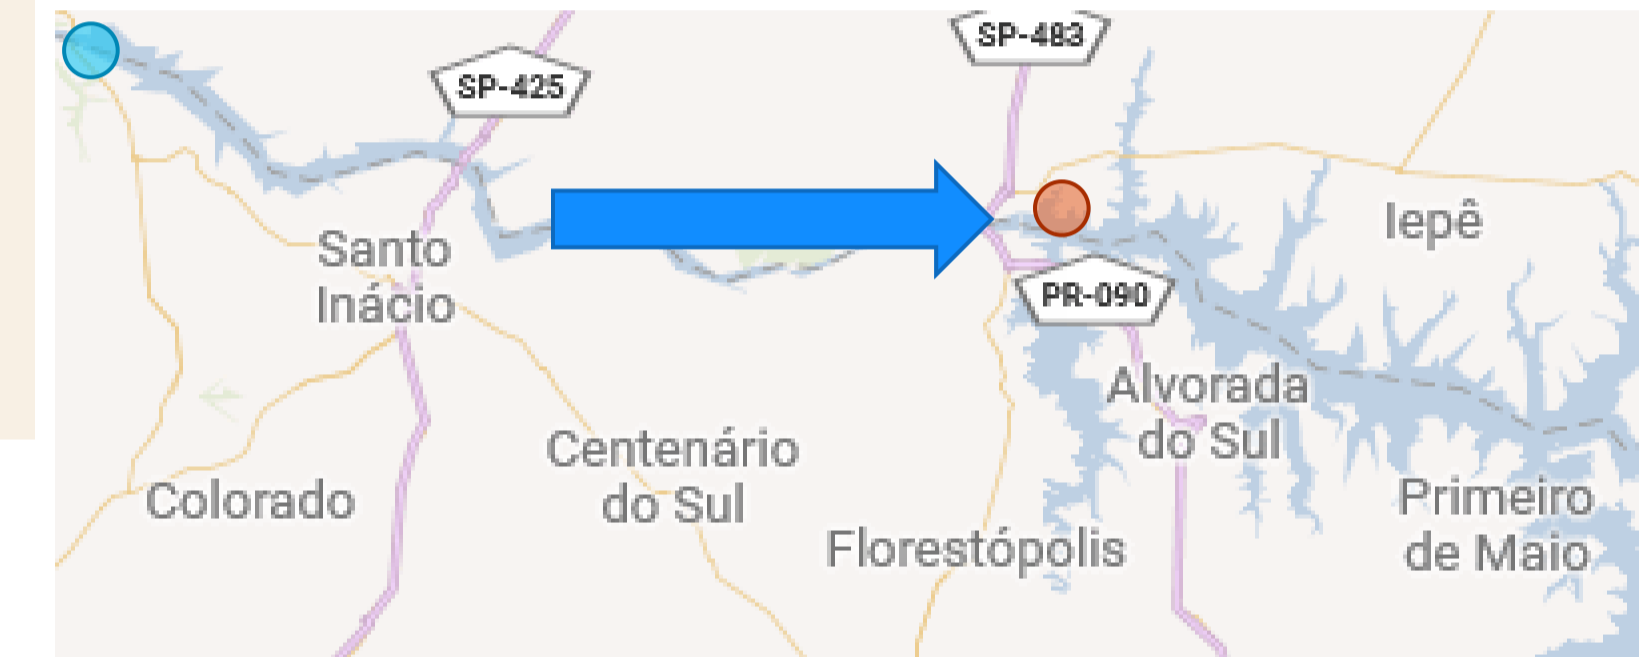 SP-483
SP-425
Iepê
Santo
Inácio
PR-090
Alvorada
do Sul
Centenário
do Sul
Colorado
Primeiro
de Maio
Florestópolis